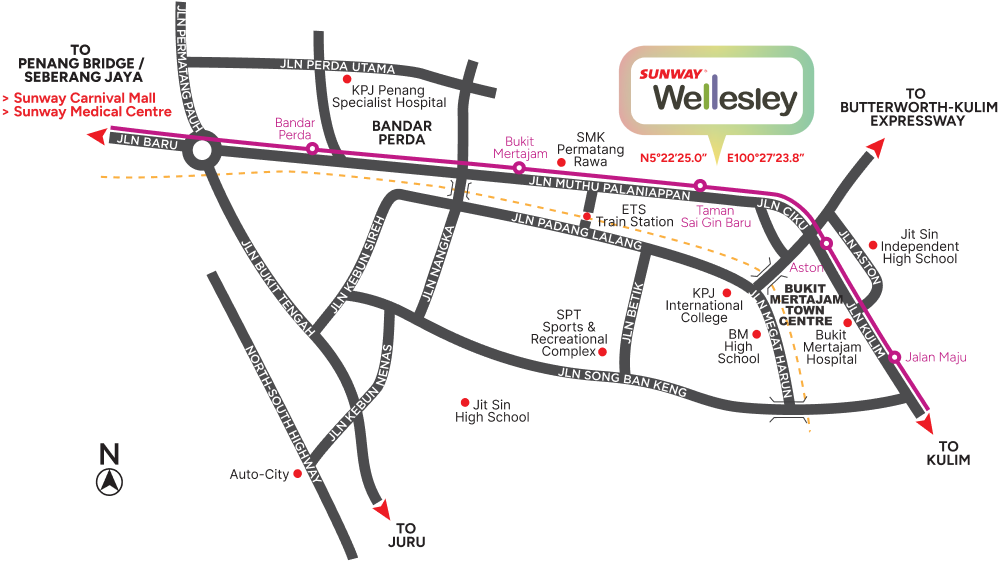 JLN PERMATANG PAUH
TO
PENANG BRIDGE /
SEBERANG JAYA
> Sunway Carnival Mall
> Sunway Medical Centre
JLN BARU
JLN PERDA UTAMA
KPJ Penang
Specialist Hospital
BANDAR
PERDA
Bandar
Perda
Bukit
Mertajam
SMK
Permatang
Rawa
SUNWAY
Wellesley
N5°22'25.0"
E100°27'23.8"
TO
BUTTERWORTH-KULIM
EXPRESSWAY
JLN MUTHU PALANIAPPAN
Taman
Sai Gin Baru
JLN CIKU
ETS
Train Station
JLN PADANG LALANG
JLN ASTON
Jit Sin
Independent
High School
Aston
JLN BUKIT TENGAH
JLN KEBUN SIREH
JLN NANGKA
JLN BETIK
KPJ
International
College
BM
High
School
JLN MEGAT HARUN
BUKIT
MERTAJAM
TOWN
CENTRE
Bukit
Mertajam
Hospital
JLN KULIM
Jalan Maju
SPT
Sports &
Recreational
Complex
JLN SONG BAN KENG
NORTH-SOUTH HIGHWAY
JLN KEBUN NENAS
Jit Sin
High School
Auto-City
N
TO
JURU
TO
KULIM